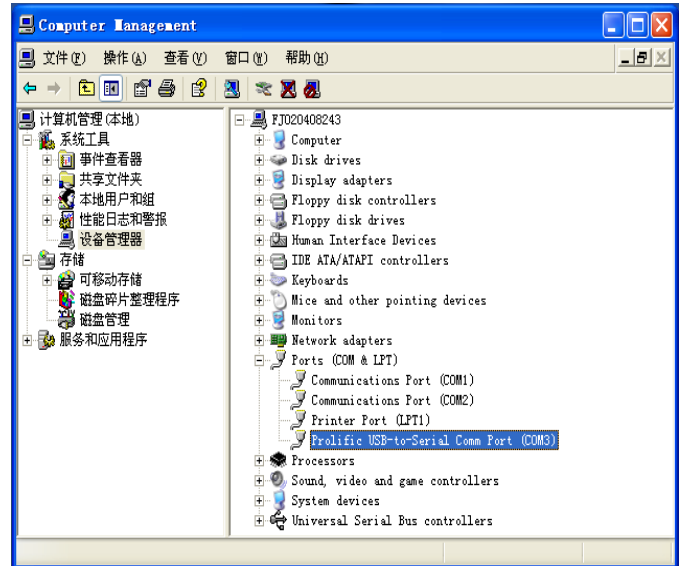 Computer Management
文件(F) 操作(A) 查看(V) 窗口(W) 帮助(H)
计算机管理(本地)
系统工具
事件查看器
共享文件夹
本地用户和组
性能日志和警报
设备管理器
存储
可移动存储
磁盘碎片整理程序
磁盘管理
服务和应用程序
FJ020408243
Computer
Disk drives
Display adapters
Floppy disk controllers
Floppy disk drives
Human Interface Devices
IDE ATA/ATAPI controllers
Keyboards
Mice and other pointing devices
Monitors
Network adapters
Ports (COM & LPT)
Communications Port (COM1)
Communications Port (COM2)
Printer Port (LPT1)
Prolific USB-to-Serial Comm Port (COM3)
Processors
Sound, video and game controllers
System devices
Universal Serial Bus controllers